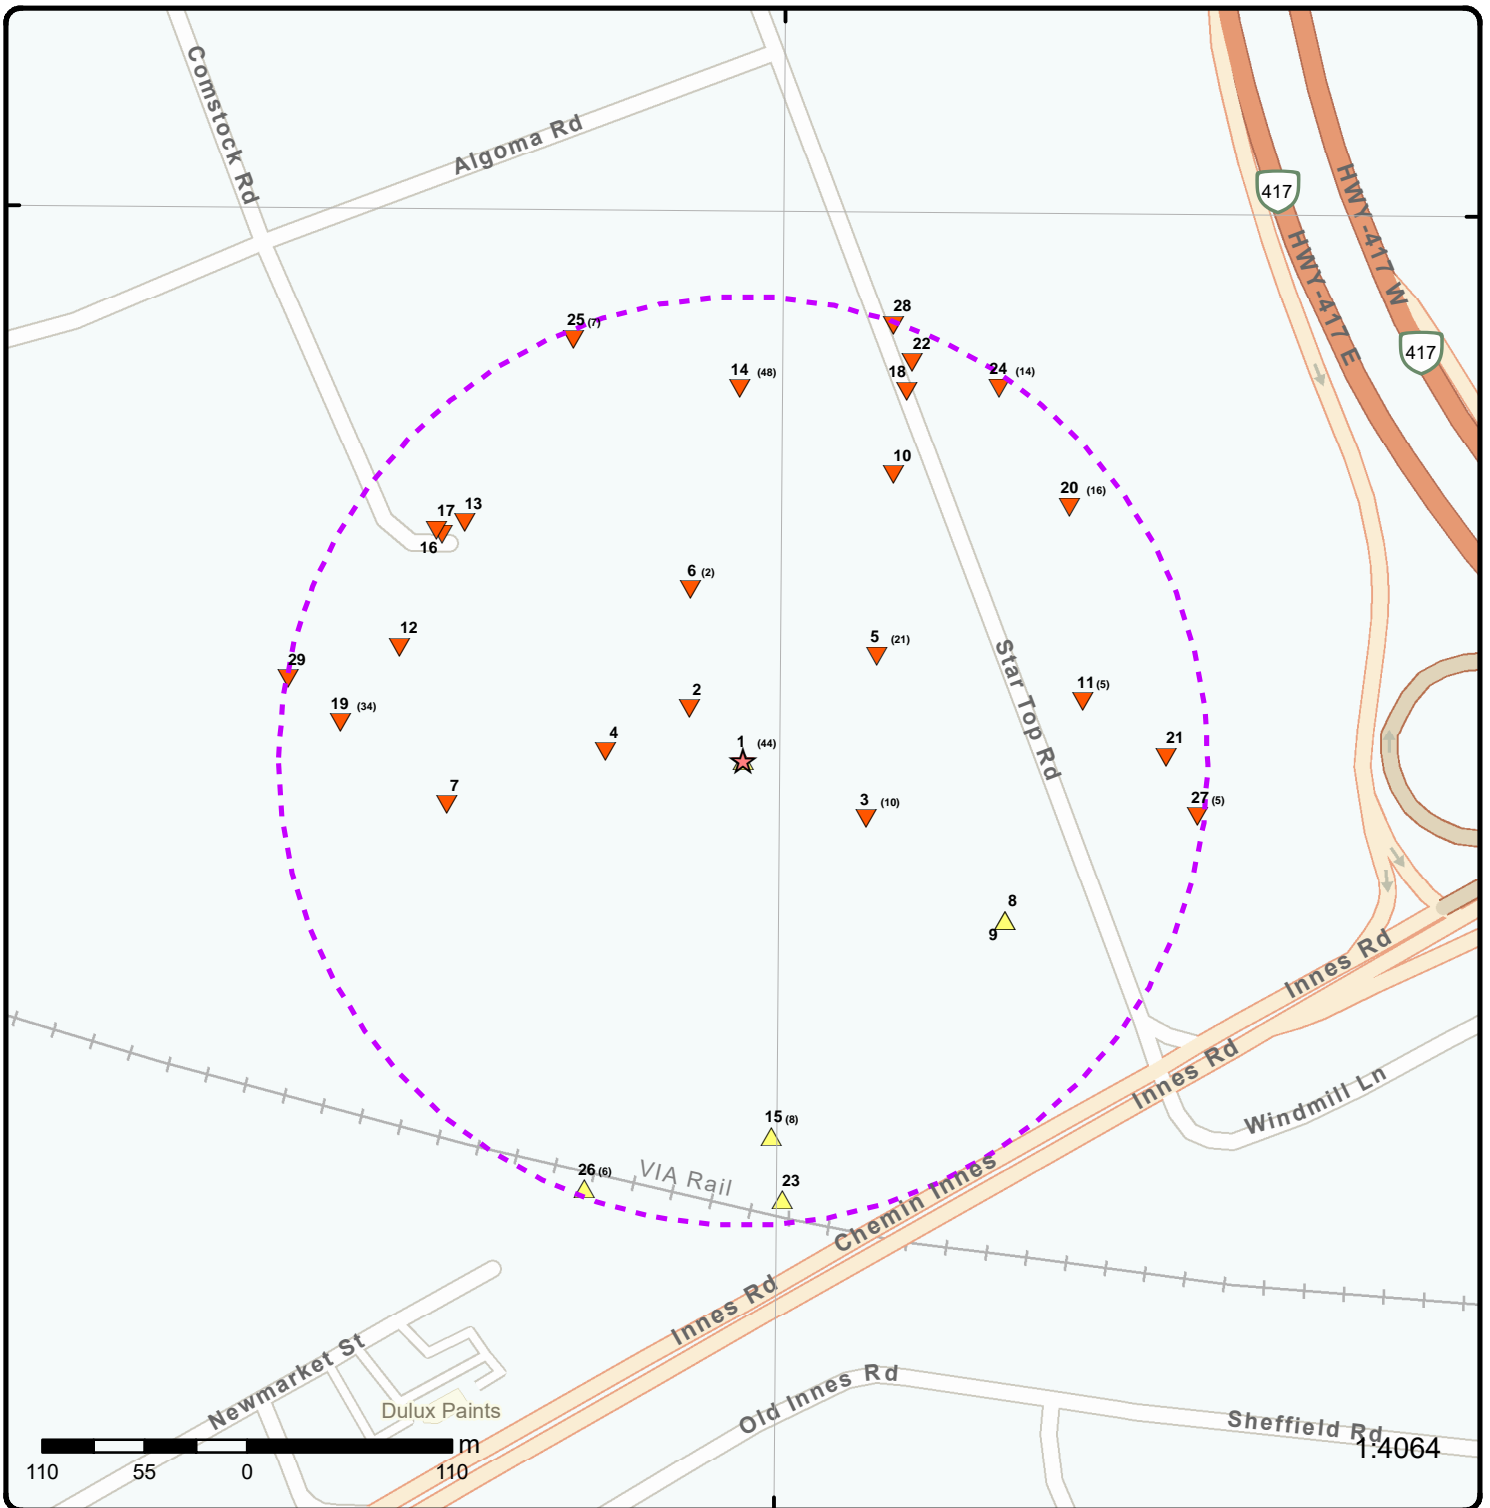 Comstock Rd
Algoma Rd
417
HWY-417 W
HWY-417 E
417
28
25 (7)
22
14 (48)
18
24 (14)
10
20 (16)
17
13
16
6 (2)
12
5 (21)
29
Star Top Rd
11 (5)
2
19 (34)
4
1 (44)
21
7
3 (10)
27 (5)
8
9
Innes Rd
Innes Rd
Windmill Ln
15 (8)
26 (6)
VIA Rail
23
Chemin Innes
Innes Rd
Newmarket St
Dulux Paints
Old Innes Rd
Sheffield Rd
m
1:4064
110 55 0 110